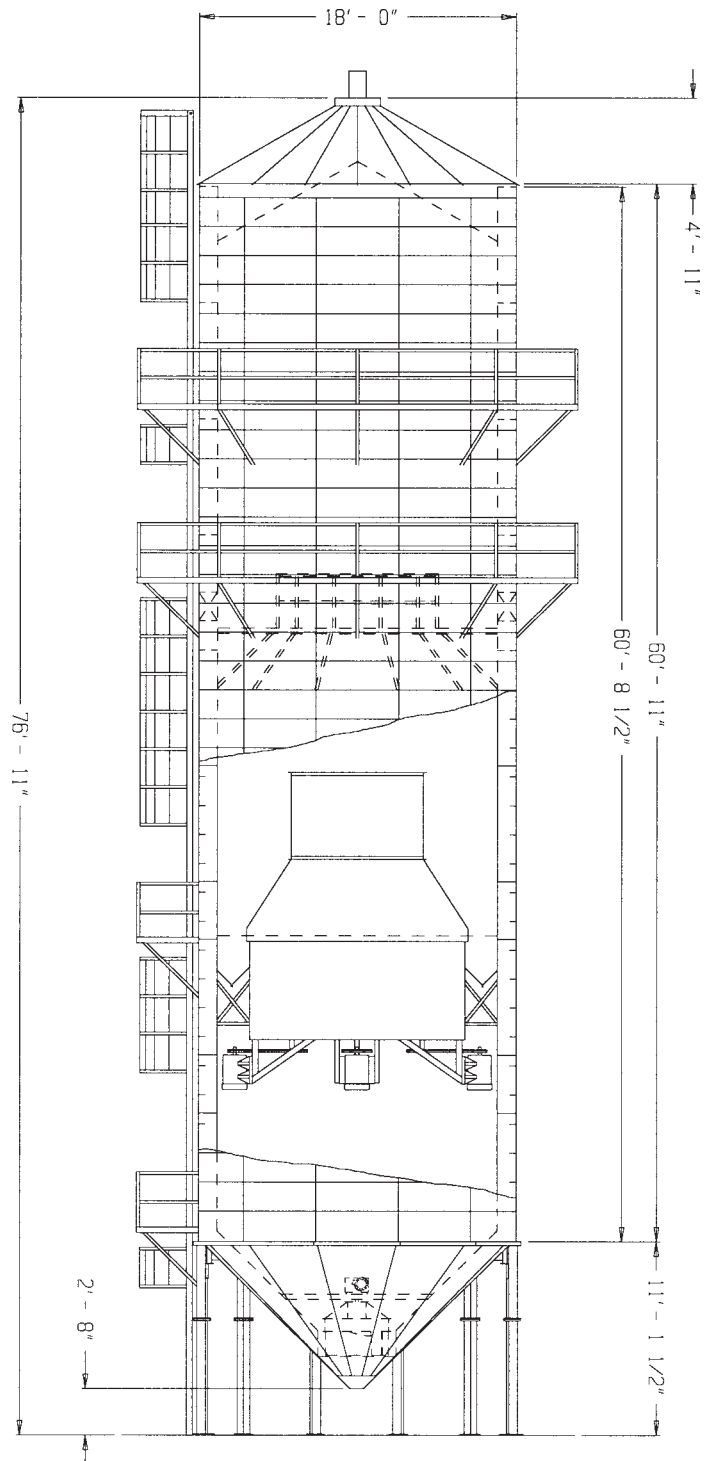 18' - 0"
4' - 11"
60' - 11"
60' - 8 1/2"
76' - 11"
2' - 8"
11' - 1 1/2"